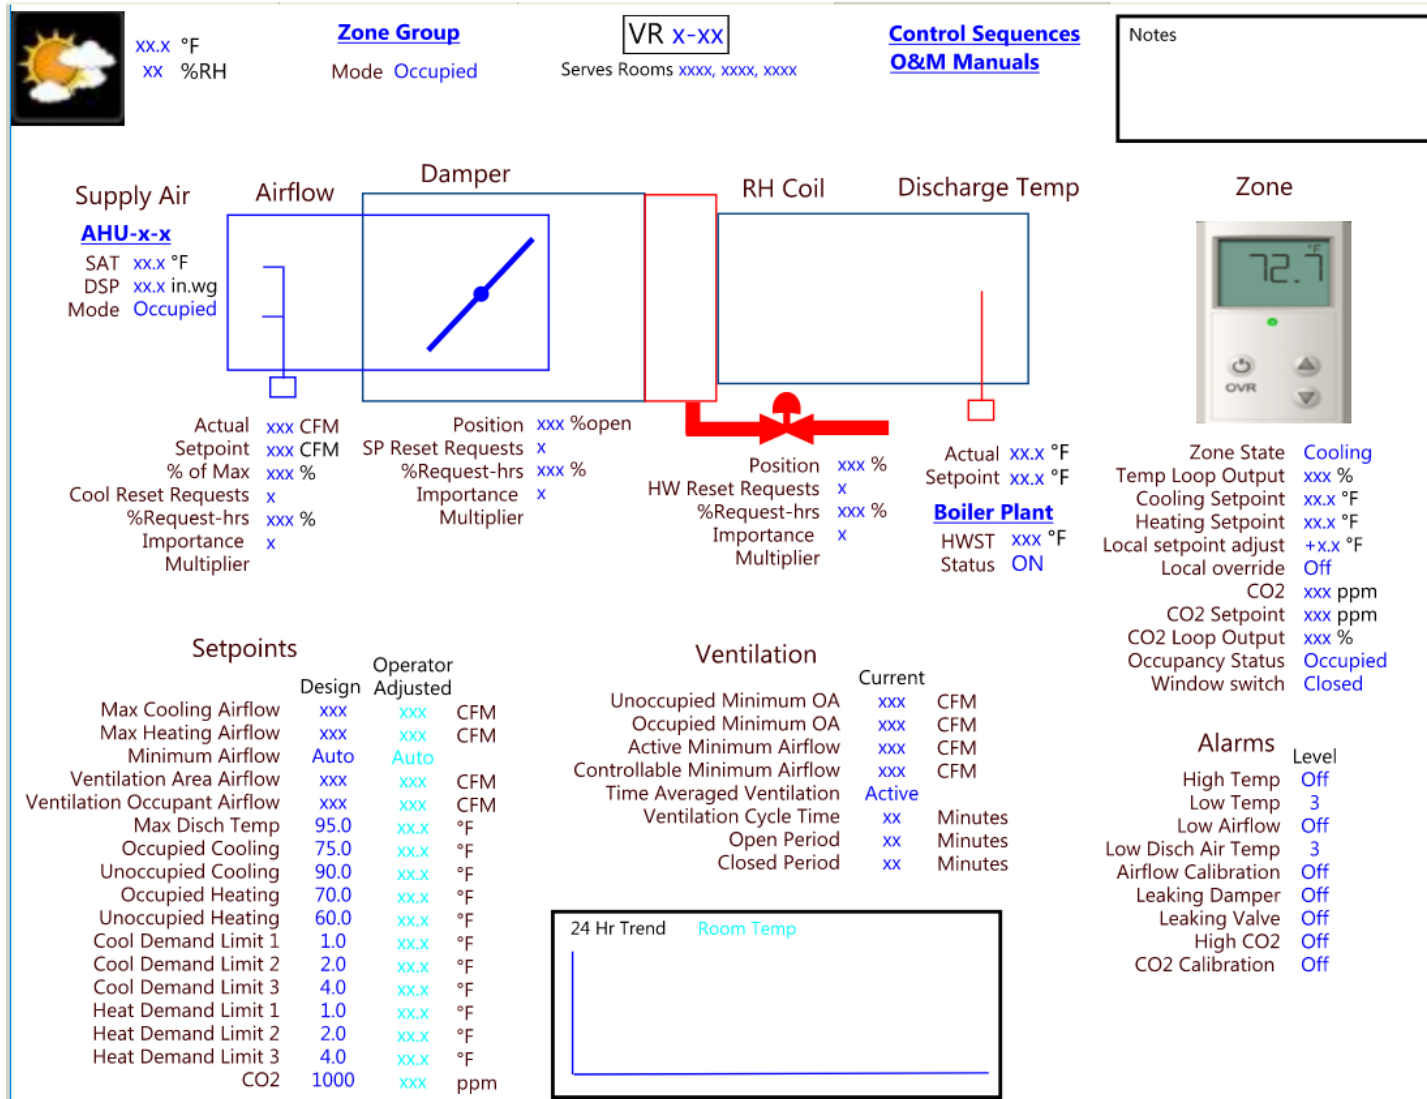 xx.x °F
xx %RH
Zone Group
Mode Occupied
VR x-xx
Serves Rooms xxxx, xxxx, xxxx
Control Sequences
O&M Manuals
Notes
Supply Air
AHU-x-x
SAT xx.x °F
DSP xx.x in.wg
Mode Occupied
Airflow
Damper
RH Coil
Discharge Temp
Zone
72.7 °F
OVR
Actual xxx CFM
Setpoint xxx CFM
% of Max xxx %
Cool Reset Requests x
%Request-hrs xxx %
Importance x
Multiplier
Position xxx %open
SP Reset Requests x
%Request-hrs xxx %
Importance x
Multiplier
Position xxx %
HW Reset Requests x
%Request-hrs xxx %
Importance x
Multiplier
Actual xx.x °F
Setpoint xx.x °F
Boiler Plant
HWST xxx °F
Status ON
Zone State Cooling
Temp Loop Output xxx %
Cooling Setpoint xx.x °F
Heating Setpoint xx.x °F
Local setpoint adjust +x.x °F
Local override Off
CO2 xxx ppm
CO2 Setpoint xxx ppm
CO2 Loop Output xxx %
Occupancy Status Occupied
Window switch Closed
Setpoints
Operator
Design Adjusted
Max Cooling Airflow xxx xxx CFM
Max Heating Airflow xxx xxx CFM
Minimum Airflow Auto Auto
Ventilation Area Airflow xxx xxx CFM
Ventilation Occupant Airflow xxx xxx CFM
Max Disch Temp 95.0 xx.x °F
Occupied Cooling 75.0 xx.x °F
Unoccupied Cooling 90.0 xx.x °F
Occupied Heating 70.0 xx.x °F
Unoccupied Heating 60.0 xx.x °F
Cool Demand Limit 1 1.0 xx.x °F
Cool Demand Limit 2 2.0 xx.x °F
Cool Demand Limit 3 4.0 xx.x °F
Heat Demand Limit 1 1.0 xx.x °F
Heat Demand Limit 2 2.0 xx.x °F
Heat Demand Limit 3 4.0 xx.x °F
CO2 1000 xxx ppm
Ventilation
Current
Unoccupied Minimum OA xxx CFM
Occupied Minimum OA xxx CFM
Active Minimum Airflow xxx CFM
Controllable Minimum Airflow xxx CFM
Time Averaged Ventilation Active
Ventilation Cycle Time xx Minutes
Open Period xx Minutes
Closed Period xx Minutes
24 Hr Trend Room Temp
Alarms
Level
High Temp Off
Low Temp 3
Low Airflow Off
Low Disch Air Temp 3
Airflow Calibration Off
Leaking Damper Off
Leaking Valve Off
High CO2 Off
CO2 Calibration Off